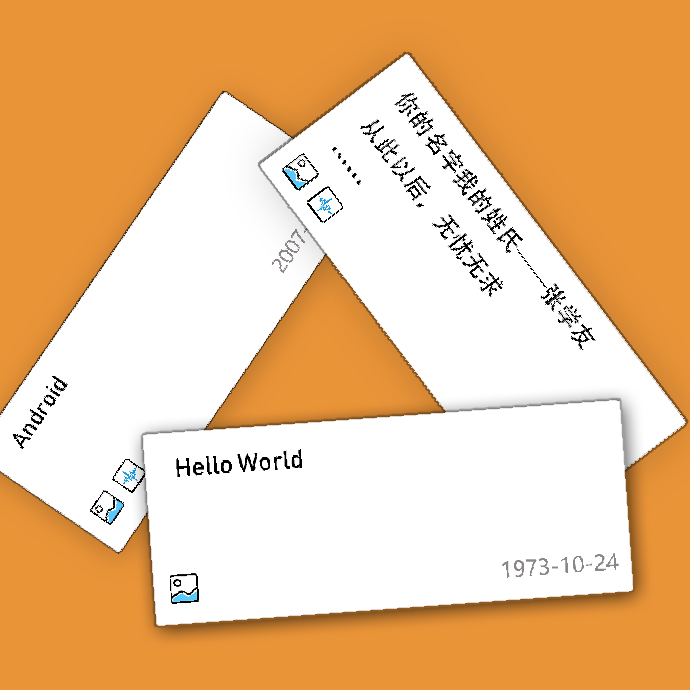 你的名字我的姓氏——张学友
从此以后，无忧无求
......
Android
2007-
Hello World
1973-10-24